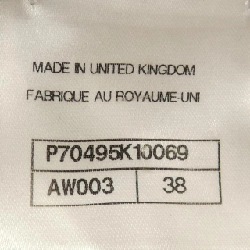 MADE IN UNITED KINGDOM
FABRIQUE AU ROYAUME-UNI
P70495K10069
AW003 38